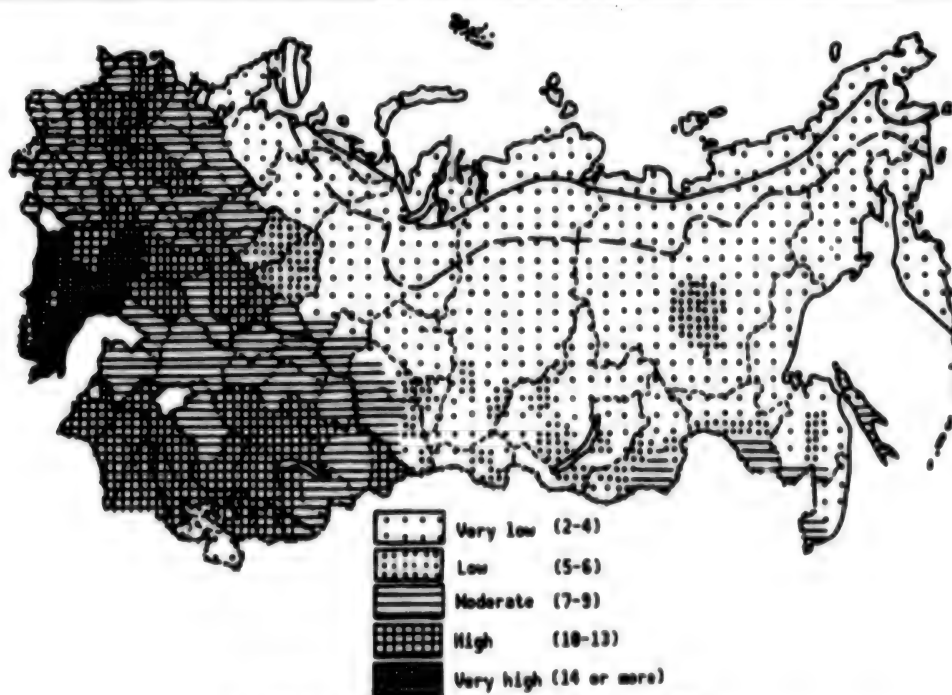 Very low (2-4)
Low (5-6)
Moderate (7-9)
High (10-13)
Very high (14 or more)